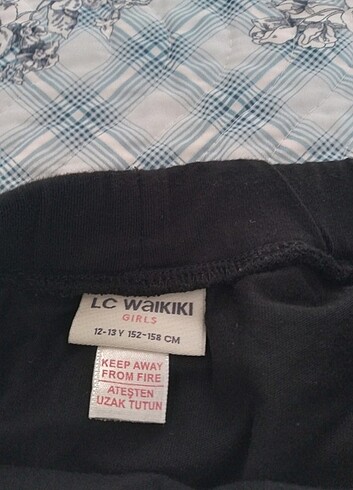 LC WAIKIKI
GIRLS
12-13 Y 152-158 CM
KEEP AWAY
FROM FIRE
ATEŞTEN
UZAK TUTUN